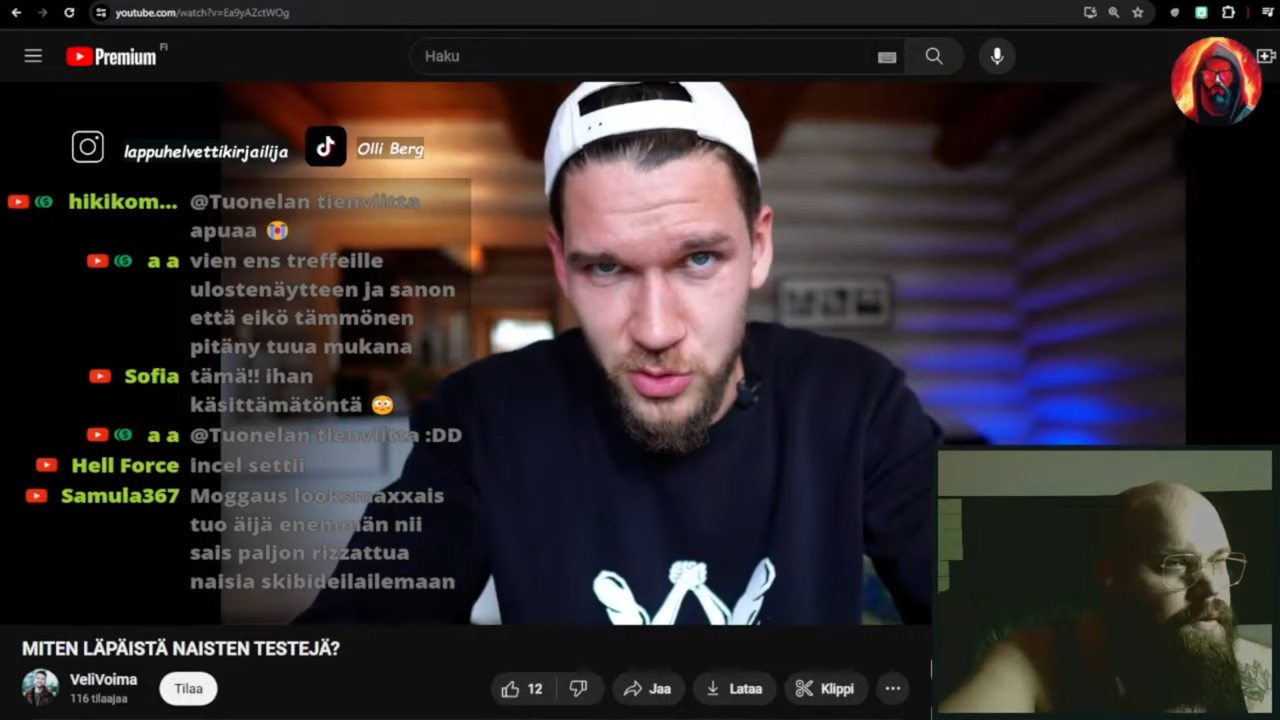 youtube.com/watch?v=Ea9yAZctWOg
Premium FI
Haku
lappuhelvettikirjailija
Olli Berg
hikikom... @Tuonelan tienviitta
apuaa 😭
a a vien ens treffeille
ulostenäytteen ja sanon
että eikö tämmönen
pitäny tuua mukana
Sofia tämä!! ihan
käsittämätöntä 😳
a a @Tuonelan tienviitta :DD
Hell Force incel settii
Samula367 Moggaus looksmaxxais
tuo äijä enemmän nii
sais paljon rizzattua
naisia skibideilailemaan
MITEN LÄPÄISTÄ NAISTEN TESTEJÄ?
VeliVoima
116 tilaajaa
Tilaa
12
Jaa
Lataa
Klippi